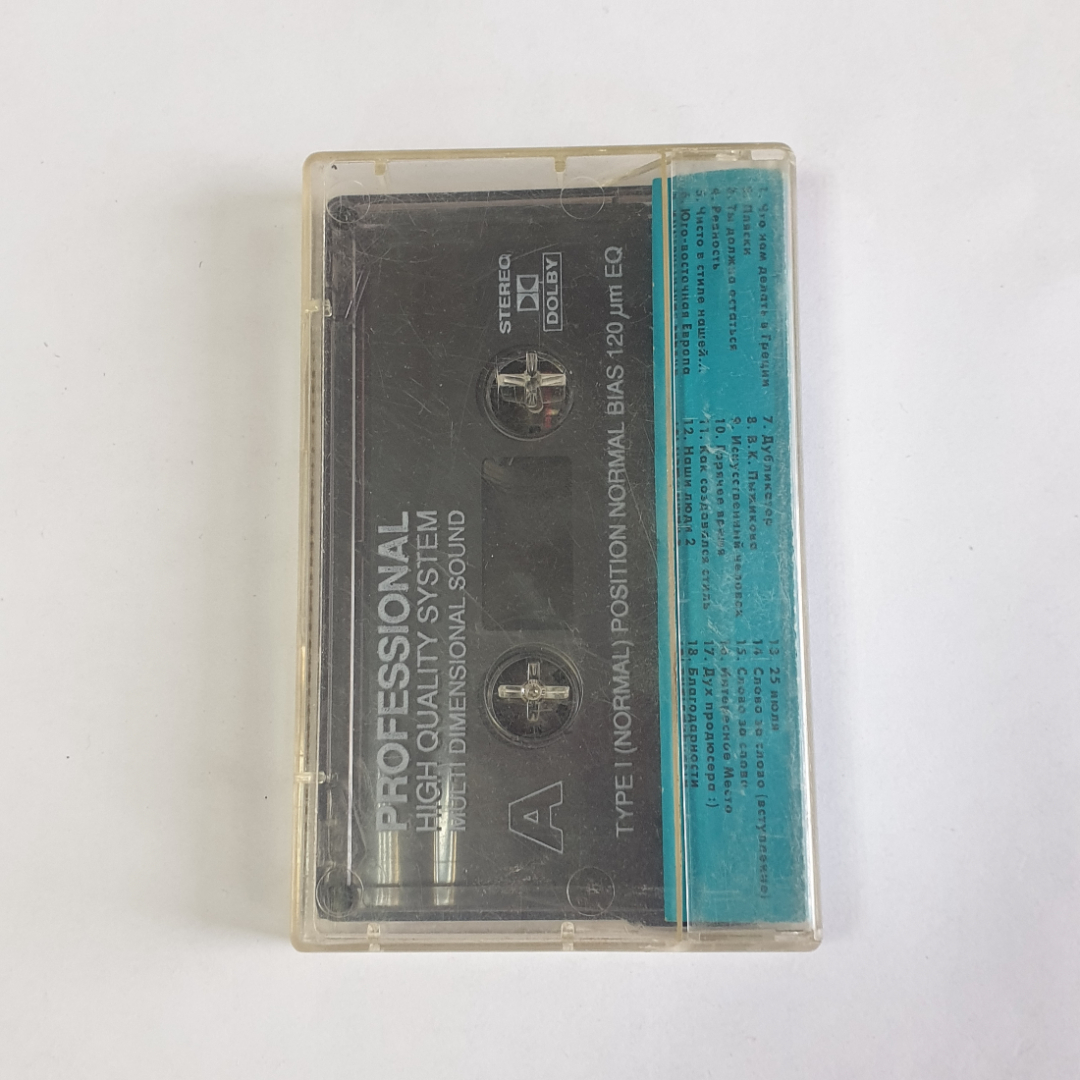 PROFESSIONAL
HIGH QUALITY SYSTEM
MULTI DIMENSIONAL SOUND
STEREO
DOLBY
A
TYPE I (NORMAL) POSITION NORMAL BIAS 120 µm EQ
1. Что нам делать в Греции
2. Пляски
3. Ты должна остаться
4. Ревность
5. Чисто в стиле нашей...
6. Юго-восточная Европа
7. Дубликатор
8. В.К. Пыжикова
9. Искусственный человек
10. Горячее время
11. Как создавался стиль
12. Наши люди 2
13 25 июля
14 Слово за слово (вступление)
15. Слово за слово
16. Интересное Место
17. Дух продюсера :)
18. Благодарности